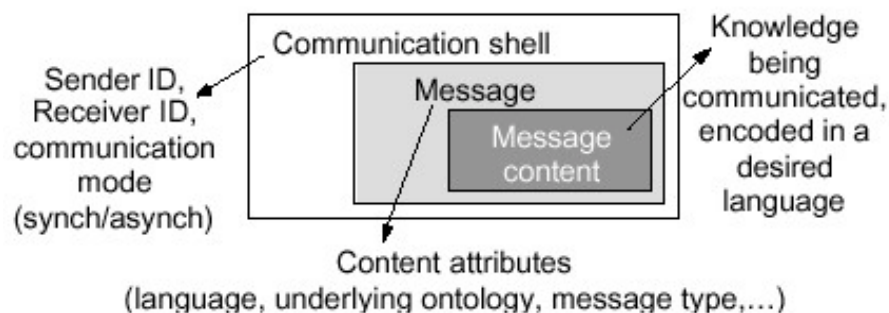 Communication shell
Sender ID,
Receiver ID,
communication
mode
(synch/asynch)
Message
Message
content
Knowledge
being
communicated,
encoded in a
desired
language
Content attributes
(language, underlying ontology, message type,...)